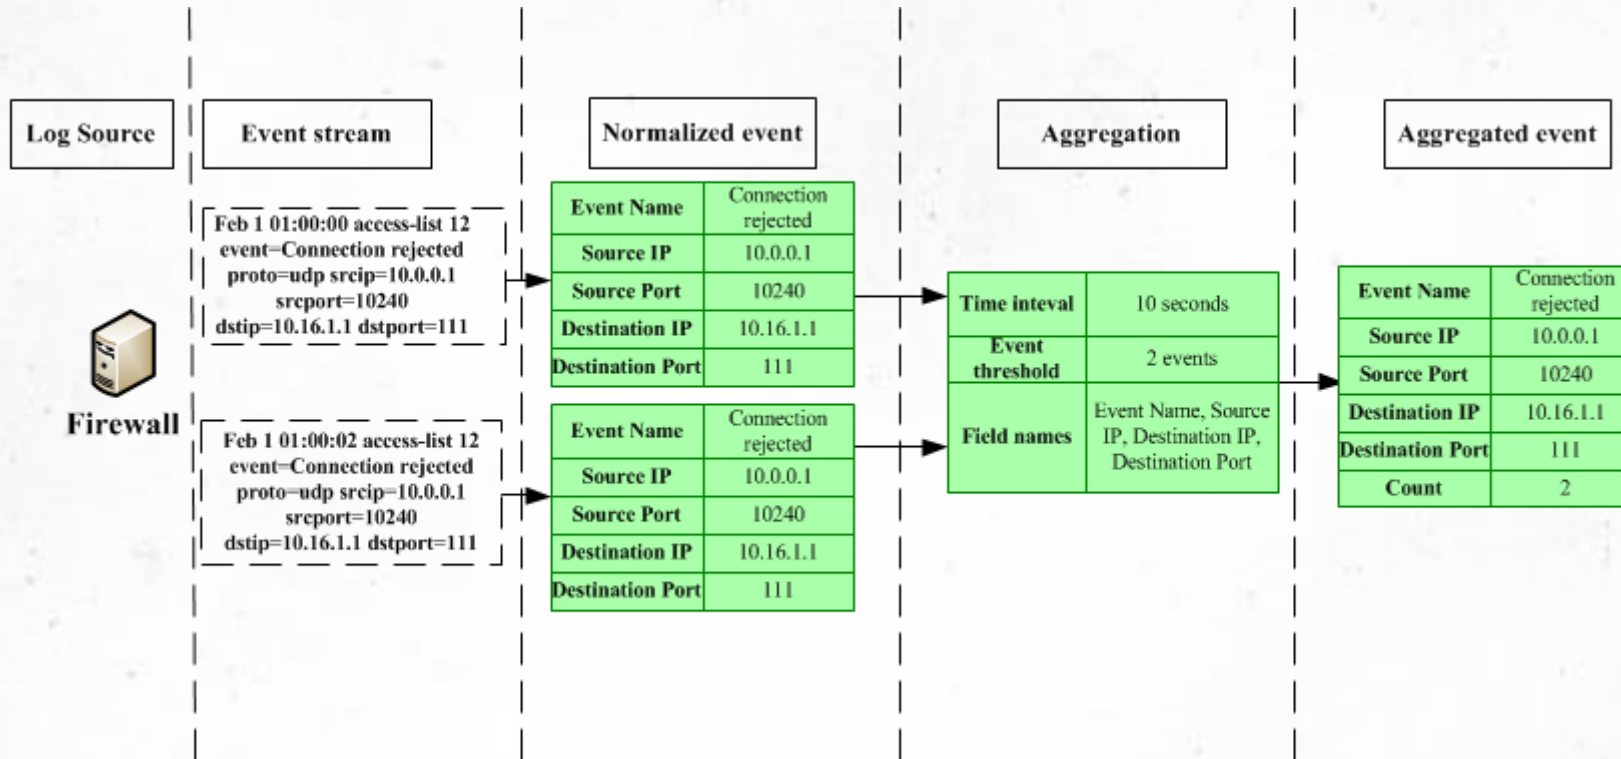 Log Source
Event stream
Normalized event
Aggregation
Aggregated event
Feb 1 01:00:00 access-list 12
event=Connection rejected
proto=udp srcip=10.0.0.1
srcport=10240
dstip=10.16.1.1 dstport=111
Firewall
Feb 1 01:00:02 access-list 12
event=Connection rejected
proto=udp srcip=10.0.0.1
srcport=10240
dstip=10.16.1.1 dstport=111
Event Name Connection
rejected
Source IP 10.0.0.1
Source Port 10240
Destination IP 10.16.1.1
Destination Port 111
Event Name Connection
rejected
Source IP 10.0.0.1
Source Port 10240
Destination IP 10.16.1.1
Destination Port 111
Time inteval 10 seconds
Event
threshold 2 events
Field names Event Name, Source
IP, Destination IP,
Destination Port
Event Name Connection
rejected
Source IP 10.0.0.1
Source Port 10240
Destination IP 10.16.1.1
Destination Port 111
Count 2